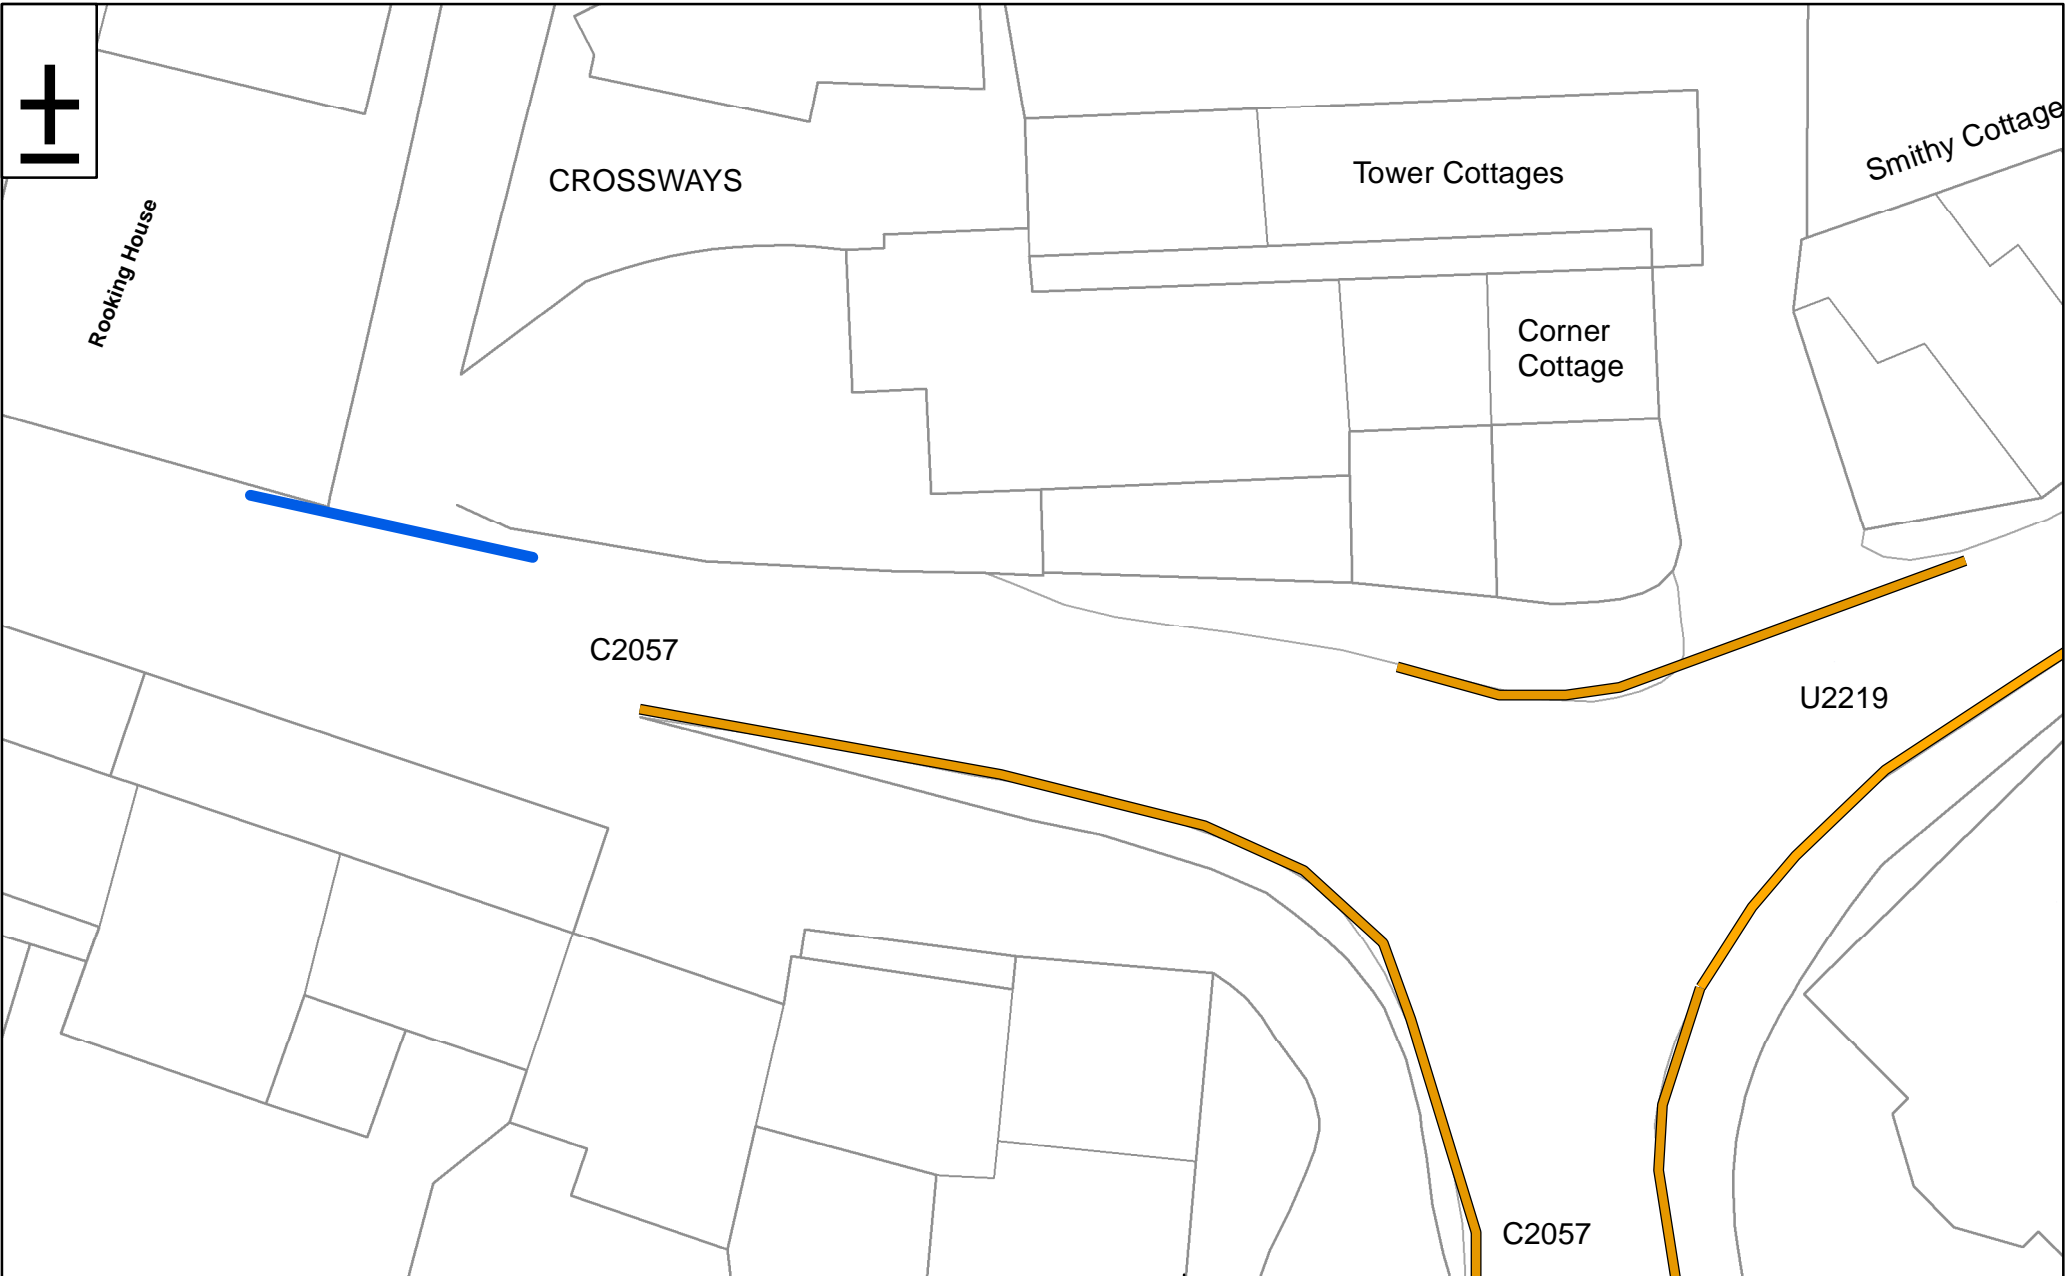 ±
CROSSWAYS
Tower Cottages
Smithy Cottage
Rooking House
Corner
Cottage
C2057
U2219
C2057